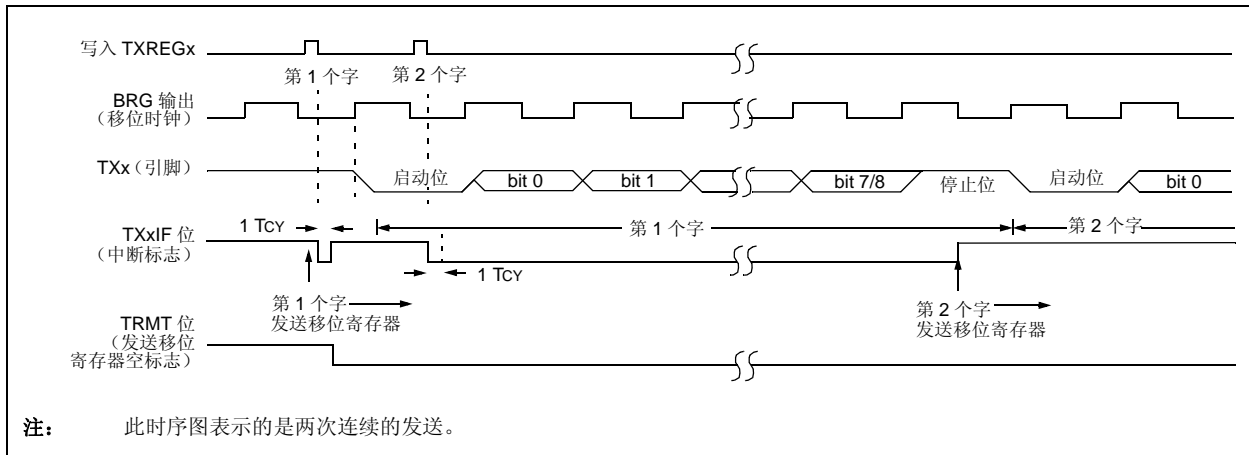 写入 TXREGx
第 1 个字
第 2 个字
BRG 输出
（移位时钟）
TXx（引脚）
启动位
bit 0
bit 1
bit 7/8
停止位
启动位
bit 0
1 TCY
TXxIF 位
（中断标志）
第 1 个字
第 2 个字
1 TCY
第 1 个字
发送移位寄存器
第 2 个字
发送移位寄存器
TRMT 位
（发送移位
寄存器空标志）
注： 此时序图表示的是两次连续的发送。